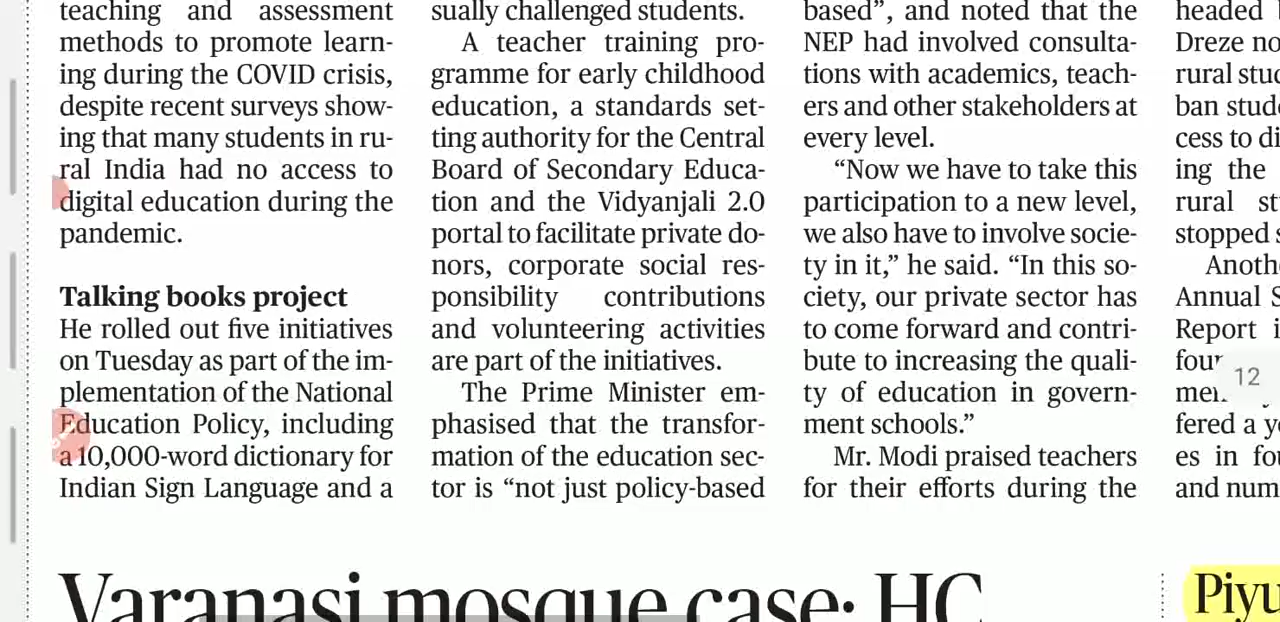 teaching and assessment
methods to promote learn-
ing during the COVID crisis,
despite recent surveys show-
ing that many students in ru-
ral India had no access to
digital education during the
pandemic.
Talking books project
He rolled out five initiatives
on Tuesday as part of the im-
plementation of the National
Education Policy, including
a 10,000-word dictionary for
Indian Sign Language and a
sually challenged students.
A teacher training pro-
gramme for early childhood
education, a standards set-
ting authority for the Central
Board of Secondary Educa-
tion and the Vidyanjali 2.0
portal to facilitate private do-
nors, corporate social res-
ponsibility contributions
and volunteering activities
are part of the initiatives.
The Prime Minister em-
phasised that the transfor-
mation of the education sec-
tor is “not just policy-based
based”, and noted that the
NEP had involved consulta-
tions with academics, teach-
ers and other stakeholders at
every level.
“Now we have to take this
participation to a new level,
we also have to involve socie-
ty in it,” he said. “In this so-
ciety, our private sector has
to come forward and contri-
bute to increasing the quali-
ty of education in govern-
ment schools.”
Mr. Modi praised teachers
for their efforts during the
headed
Dreze
rural
ban
cess to
ing the
rural
stopped
Annual
Report
fered a
es in
and
12
Varanasi mosque case: HC